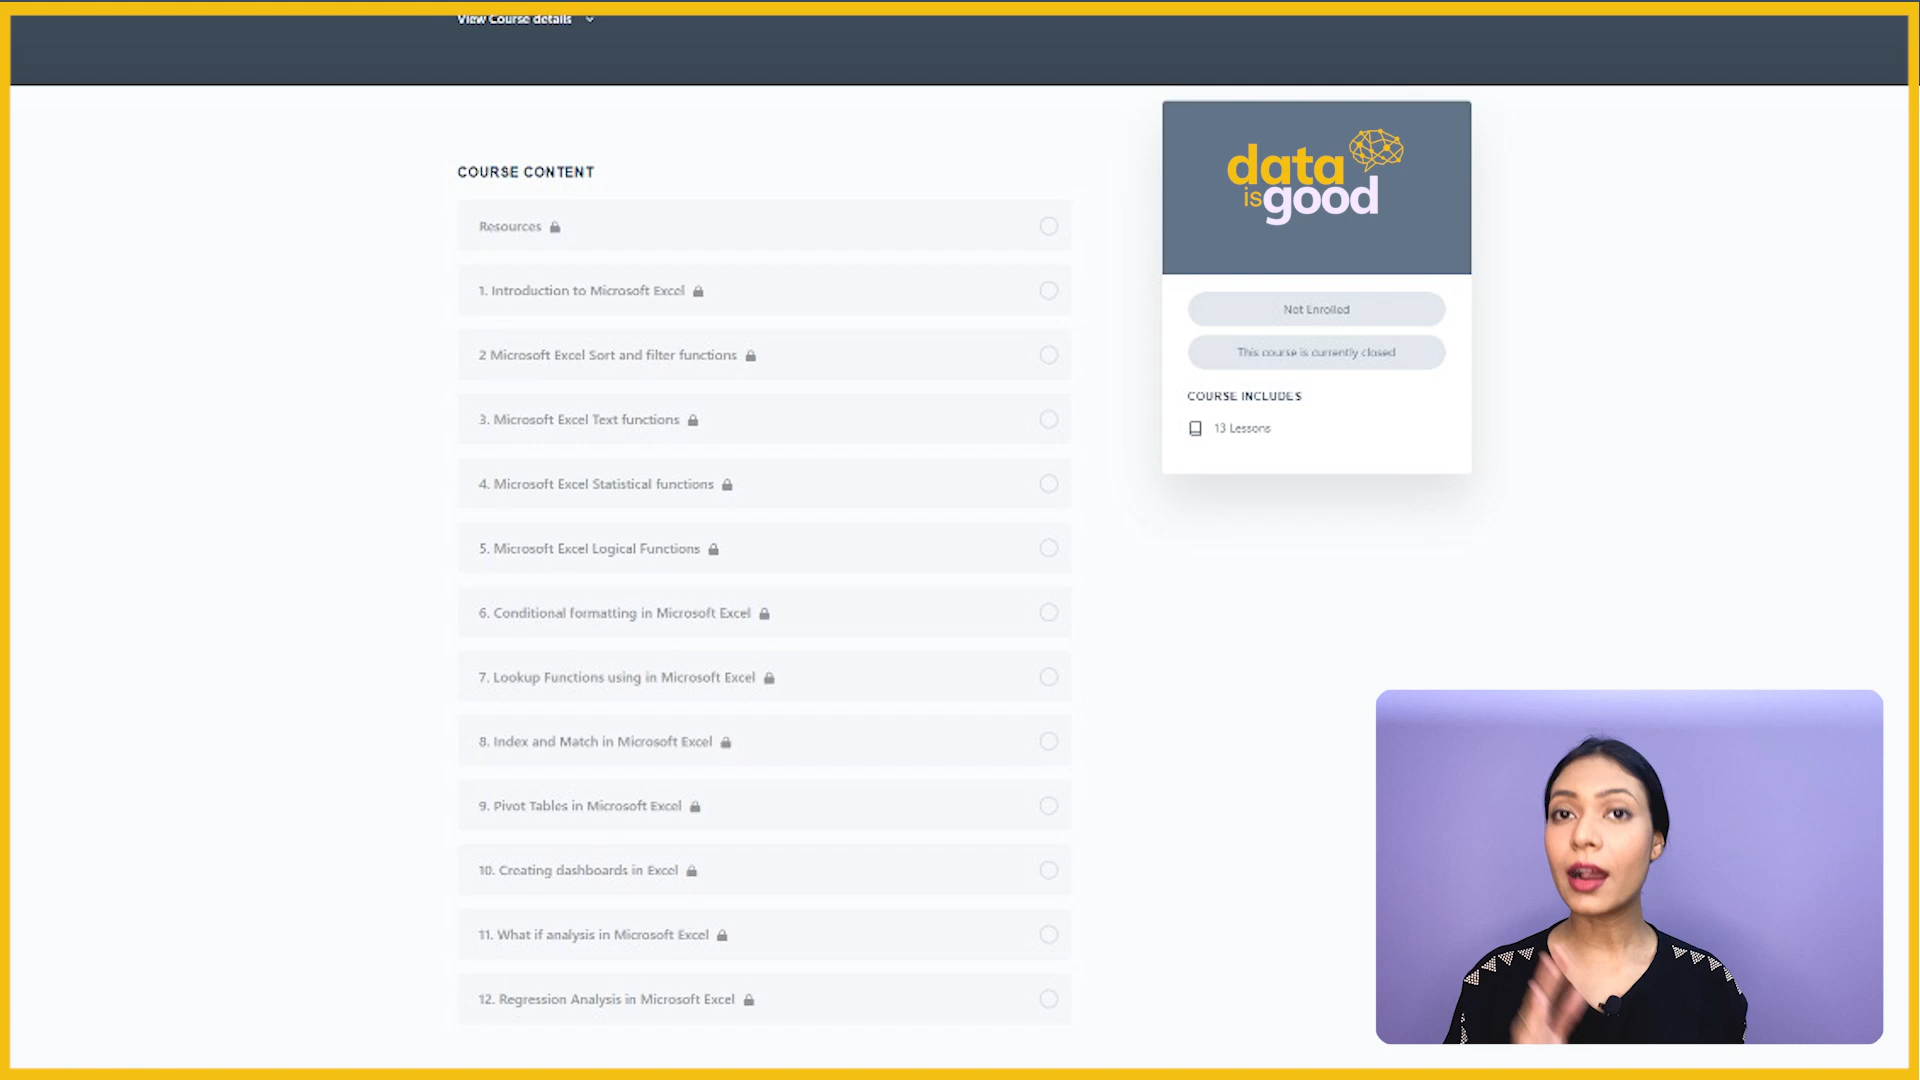 View Course details
COURSE CONTENT
Resources
1. Introduction to Microsoft Excel
2 Microsoft Excel Sort and filter functions
3. Microsoft Excel Text functions
4. Microsoft Excel Statistical functions
5. Microsoft Excel Logical Functions
6. Conditional formatting in Microsoft Excel
7. Lookup Functions using in Microsoft Excel
8. Index and Match in Microsoft Excel
9. Pivot Tables in Microsoft Excel
10. Creating dashboards in Excel
11. What if analysis in Microsoft Excel
12. Regression Analysis in Microsoft Excel
data
is good
Not Enrolled
This course is currently closed
COURSE INCLUDES
13 Lessons